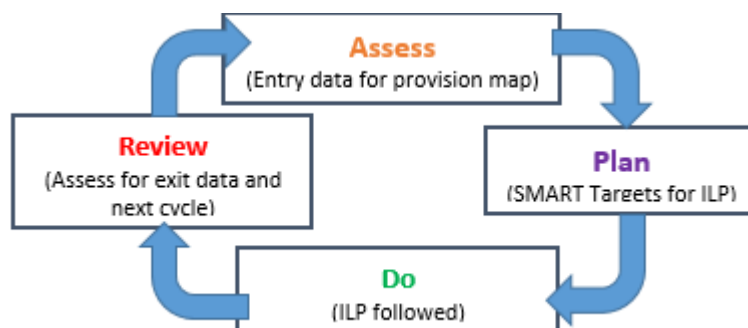 Assess
(Entry data for provision map)
Plan
(SMART Targets for ILP)
Do
(ILP followed)
Review
(Assess for exit data and
next cycle)